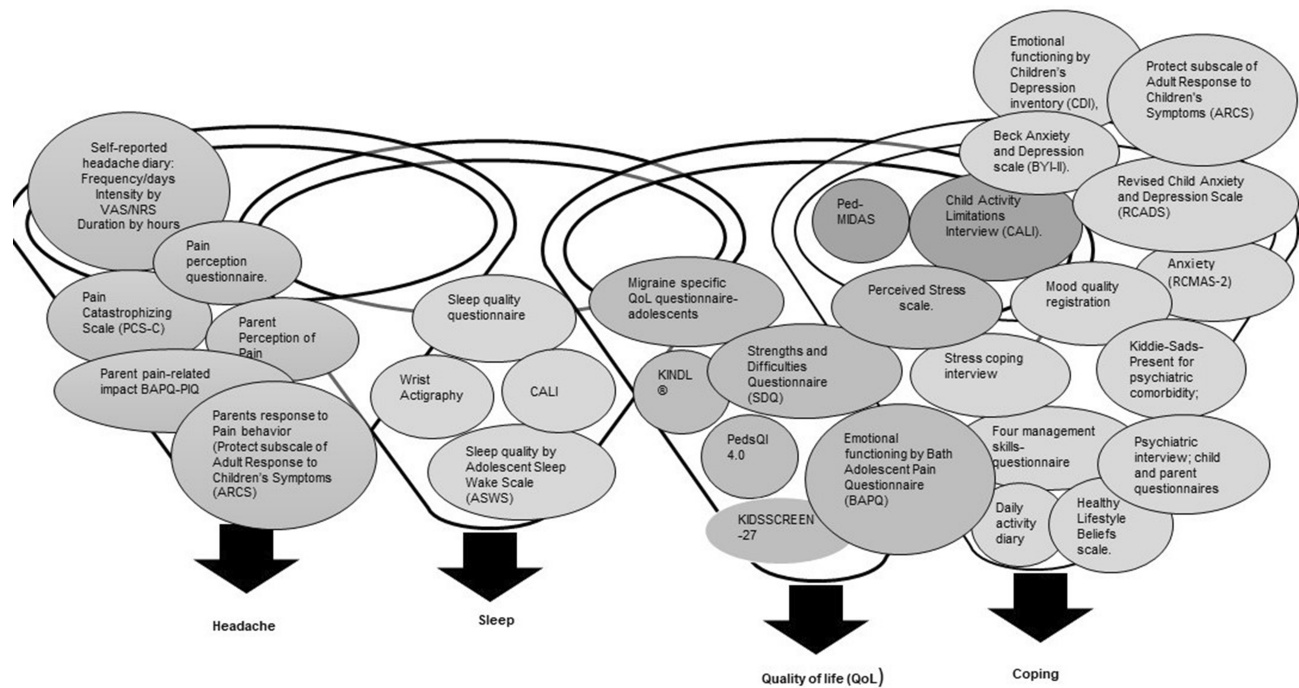 Self-reported
headache diary:
Frequency/days
Intensity by
VAS/NRS
Duration by hours
Pain
perception
questionnaire.
Pain
Catastrophizing
Scale (PCS-C)
Parent
Perception of
Pain
Parent pain-related
impact BAPQ-PIQ
Parents response to
Pain behavior
(Protect subscale of
Adult Response to
Children's Symptoms
(ARCS)
Headache
Sleep quality
questionnaire
Wrist
Actigraphy
CALI
Sleep quality by
Adolescent Sleep
Wake Scale
(ASWS)
Sleep
Migraine specific
QoL questionnaire-
adolescents
KINDL
®
Strengths and
Difficulties
Questionnaire
(SDQ)
PedsQl
4.0
KIDSSCREEN
-27
Emotional
functioning by Bath
Adolescent Pain
Questionnaire
(BAPQ)
Perceived Stress
scale.
Ped-
MIDAS
Child Activity
Limitations
Interview (CALI).
Quality of life (QoL)
Emotional
functioning by
Children's
Depression
inventory (CDI),
Protect subscale of
Adult Response to
Children's
Symptoms (ARCS)
Beck Anxiety
and Depression
scale (BYI-II).
Revised Child Anxiety
and Depression Scale
(RCADS)
Anxiety
(RCMAS-2)
Mood quality
registration
Stress coping
interview
Kiddie-Sads-
Present for
psychiatric
comorbidity;
Four management
skills-
questionnaire
Psychiatric
interview; child
and parent
questionnaires
Daily
activity
diary
Healthy
Lifestyle
Beliefs
scale.
Coping